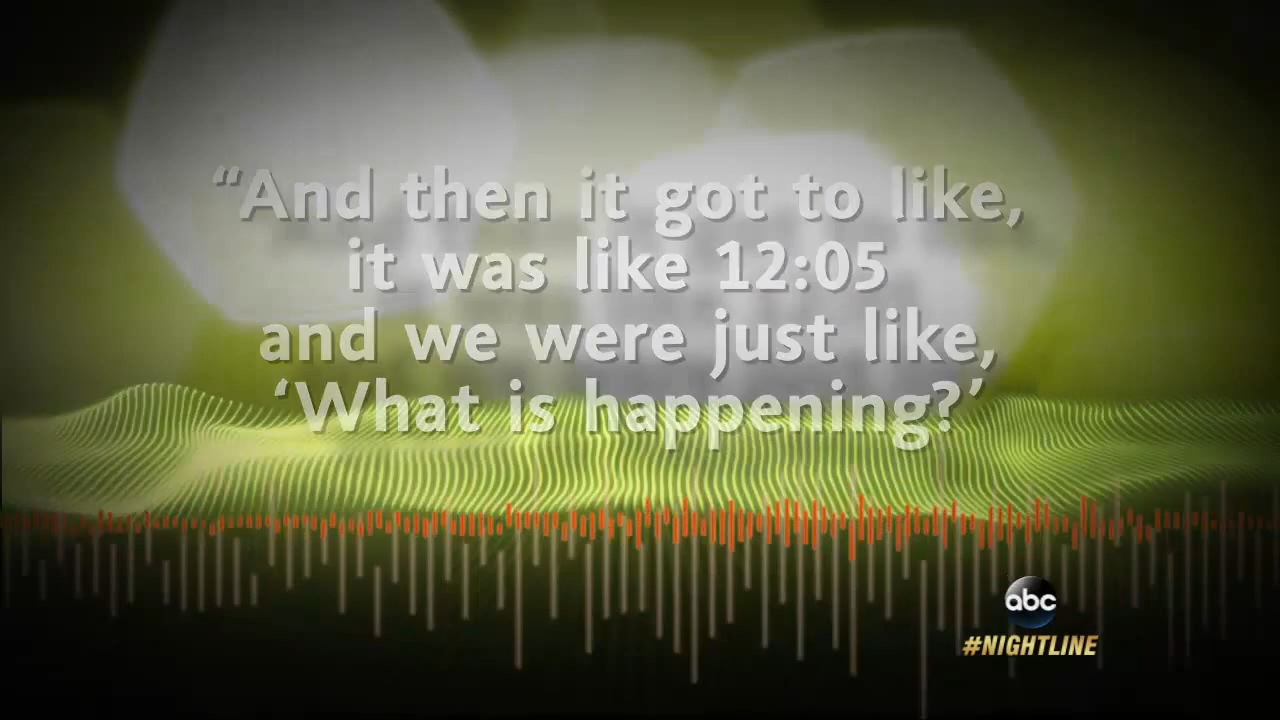 “And then it got to like,
it was like 12:05
and we were just like,
‘What is happening?’
abc
#NIGHTLINE